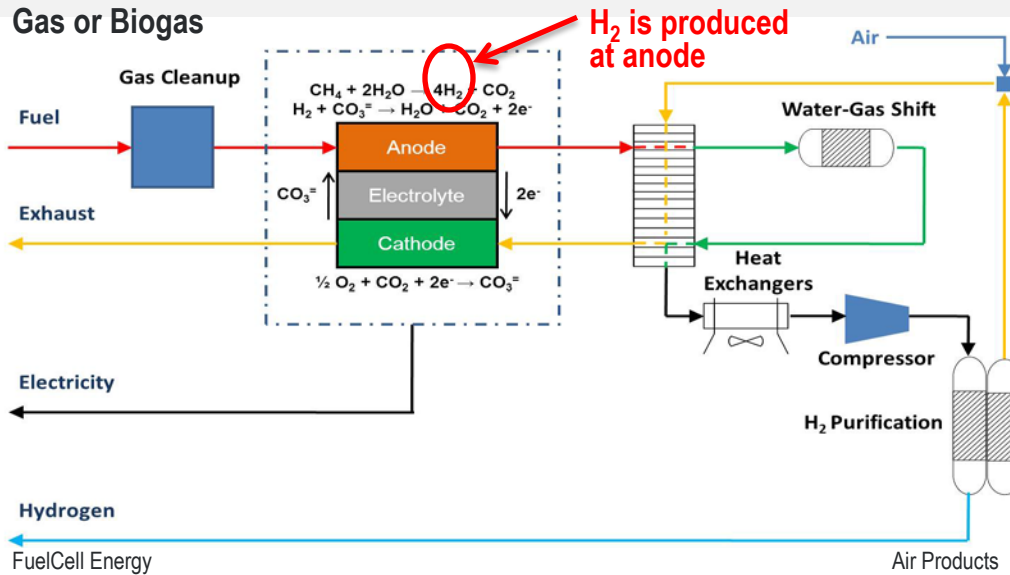 Gas or Biogas
H₂ is produced
at anode
Air
Gas Cleanup
CH₄ + 2H₂O → 4H₂ + CO₂
H₂ + CO₃⁼ → H₂O + CO₂ + 2e⁻
Water-Gas Shift
Fuel
Anode
CO₃⁼
Electrolyte
2e⁻
Exhaust
Cathode
½ O₂ + CO₂ + 2e⁻ → CO₃⁼
Heat
Exchangers
Compressor
Electricity
H₂ Purification
Hydrogen
FuelCell Energy
Air Products